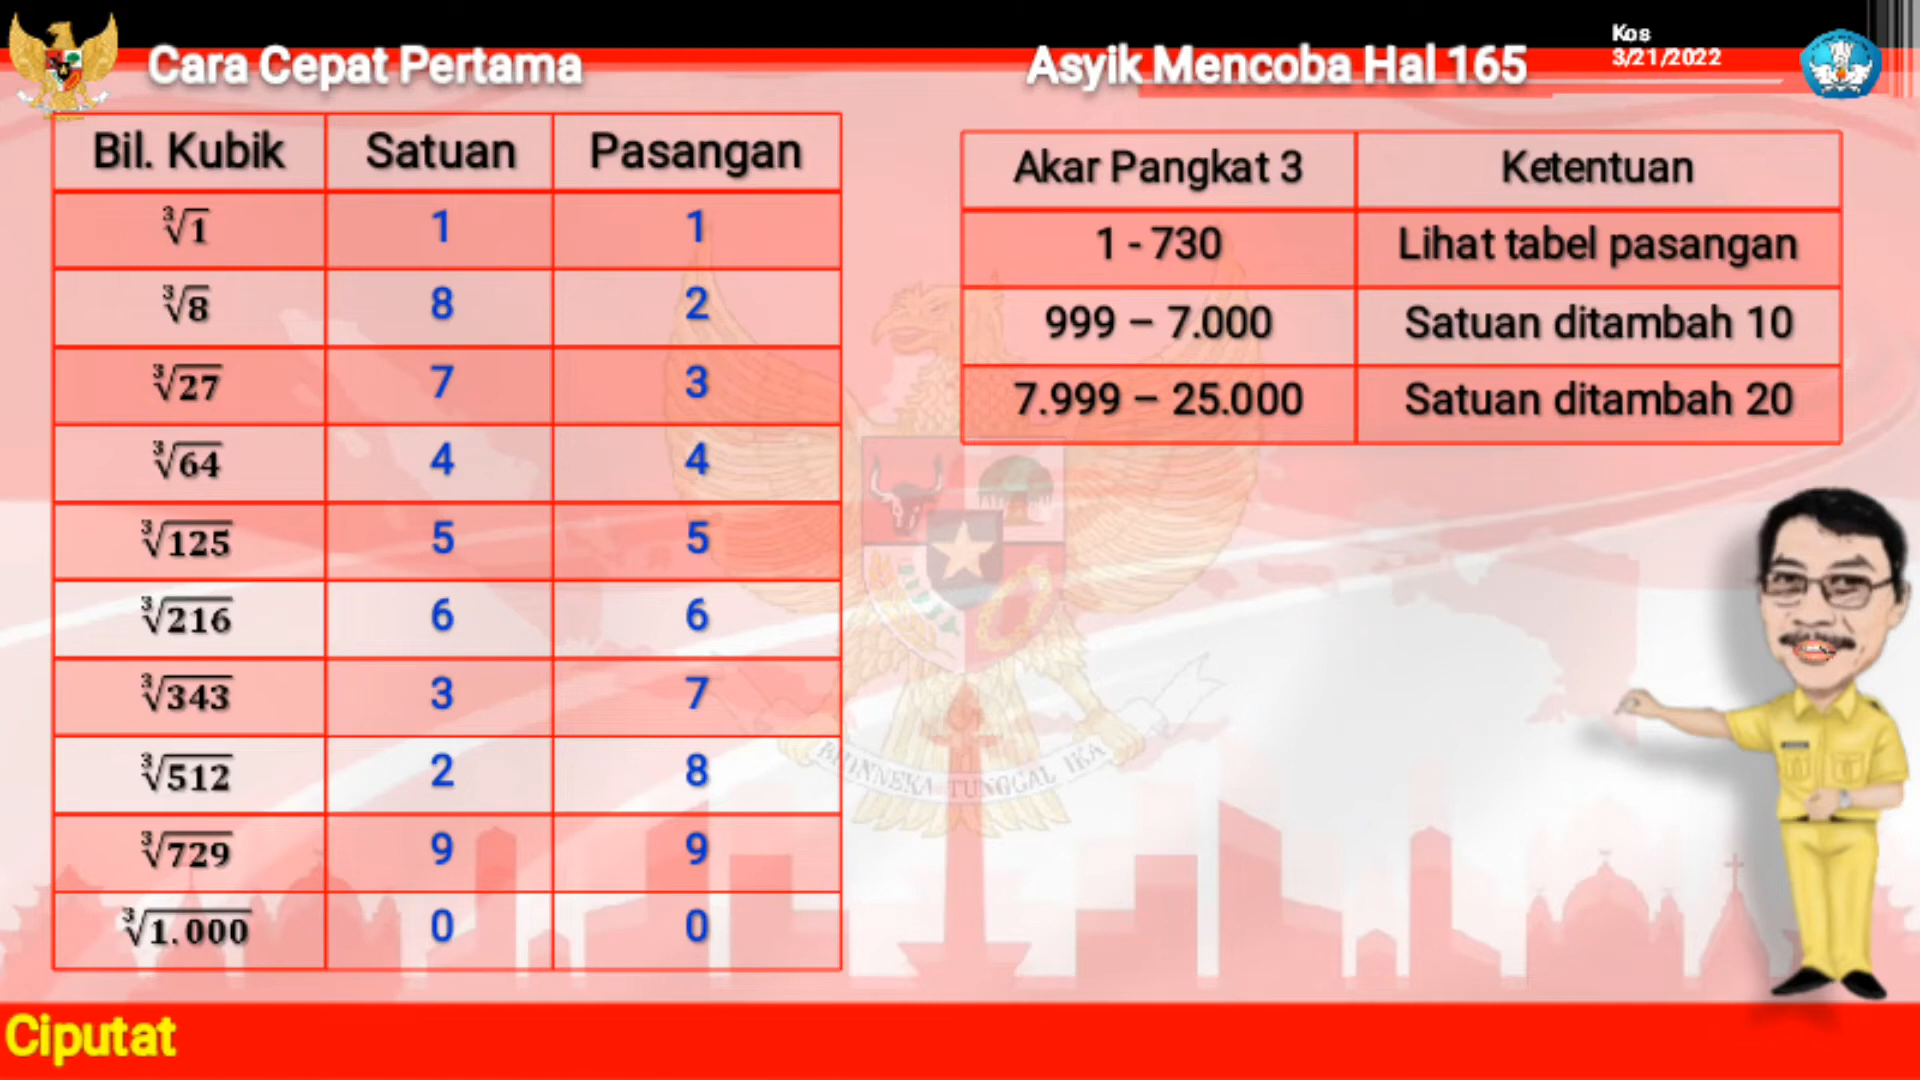 Cara Cepat Pertama
Asyik Mencoba Hal 165
Kos
3/21/2022
Bil. Kubik Satuan Pasangan
∛1 1 1
∛8 8 2
∛27 7 3
∛64 4 4
∛125 5 5
∛216 6 6
∛343 3 7
∛512 2 8
∛729 9 9
∛1.000 0 0
Akar Pangkat 3 Ketentuan
1 - 730 Lihat tabel pasangan
999 – 7.000 Satuan ditambah 10
7.999 – 25.000 Satuan ditambah 20
BHINNEKA TUNGGAL IKA
Ciputat